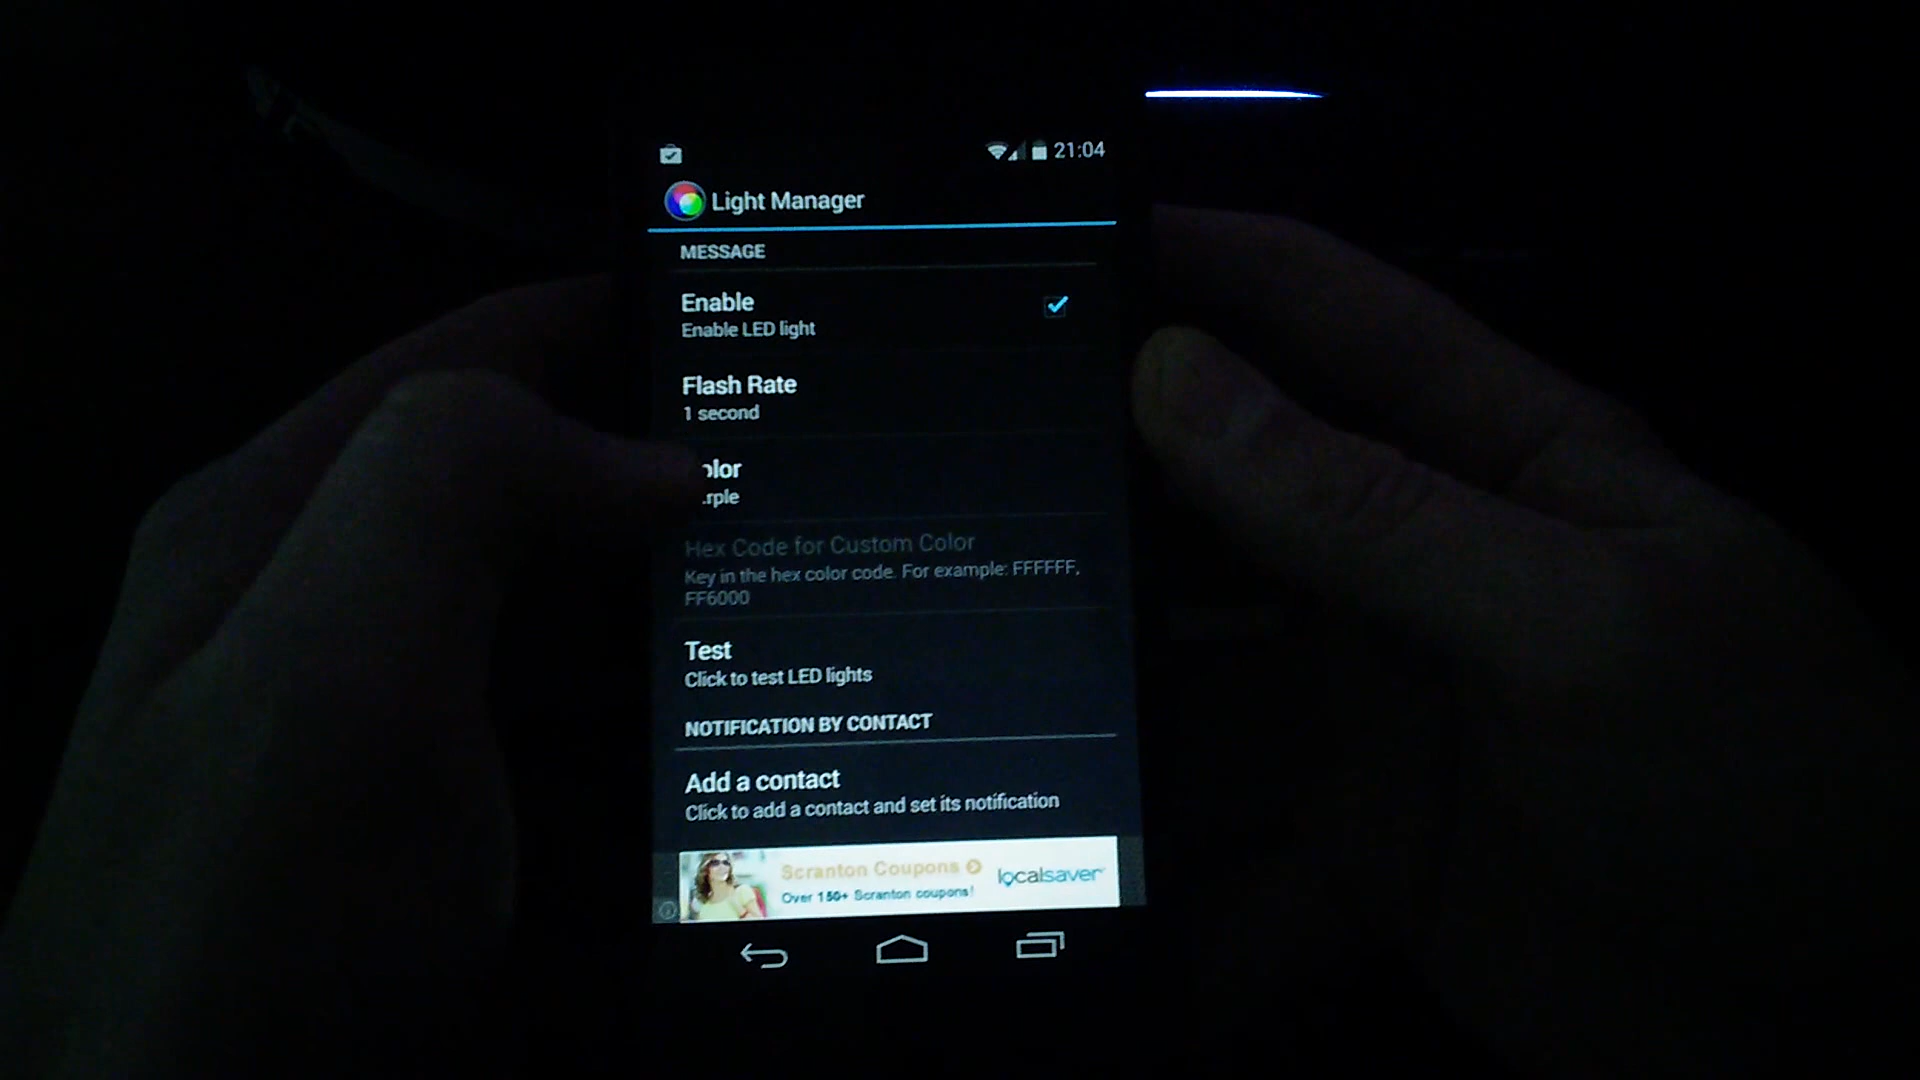 21:04
Light Manager
MESSAGE
Enable
Enable LED light
Flash Rate
1 second
olor
rple
Hex Code for Custom Color
Key in the hex color code. For example: FFFFFF,
FF6000
Test
Click to test LED lights
NOTIFICATION BY CONTACT
Add a contact
Click to add a contact and set its notification
Scranton Coupons
Over 150+ Scranton coupons!
localsaver